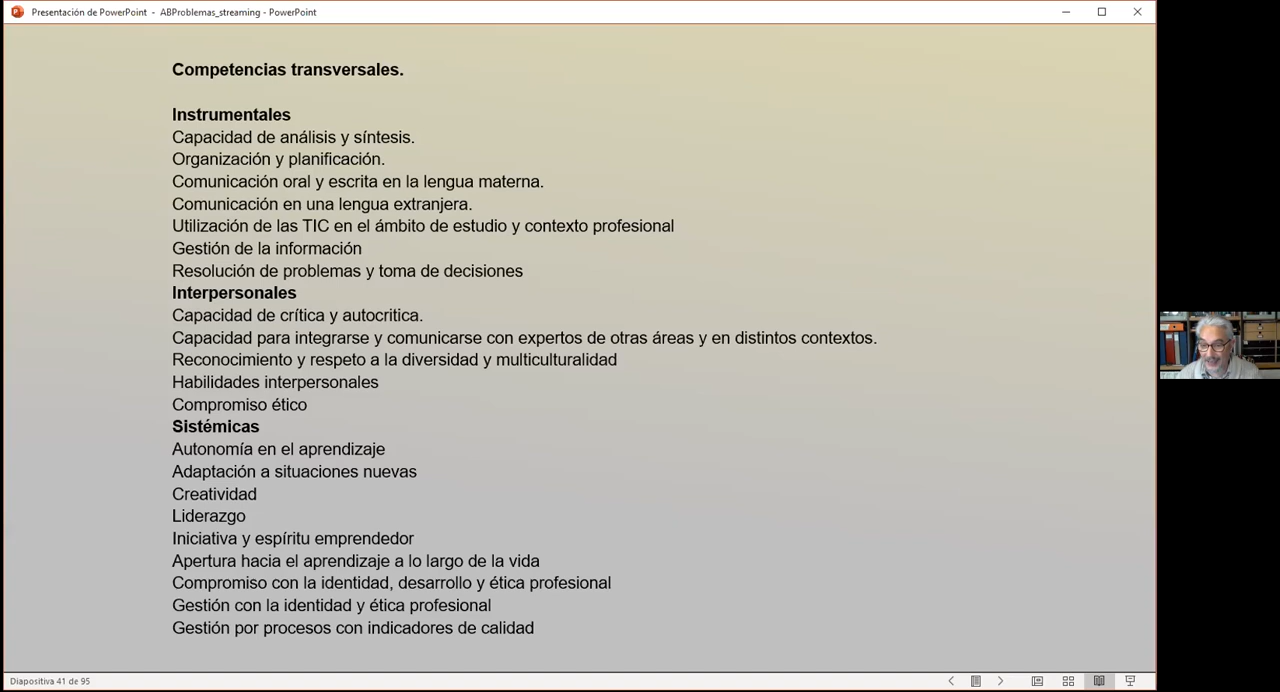 Presentación de PowerPoint - ABProblemas_streaming - PowerPoint
Competencias transversales.
Instrumentales
Capacidad de análisis y síntesis.
Organización y planificación.
Comunicación oral y escrita en la lengua materna.
Comunicación en una lengua extranjera.
Utilización de las TIC en el ámbito de estudio y contexto profesional
Gestión de la información
Resolución de problemas y toma de decisiones
Interpersonales
Capacidad de crítica y autocritica.
Capacidad para integrarse y comunicarse con expertos de otras áreas y en distintos contextos.
Reconocimiento y respeto a la diversidad y multiculturalidad
Habilidades interpersonales
Compromiso ético
Sistémicas
Autonomía en el aprendizaje
Adaptación a situaciones nuevas
Creatividad
Liderazgo
Iniciativa y espíritu emprendedor
Apertura hacia el aprendizaje a lo largo de la vida
Compromiso con la identidad, desarrollo y ética profesional
Gestión con la identidad y ética profesional
Gestión por procesos con indicadores de calidad
Diapositiva 41 de 95